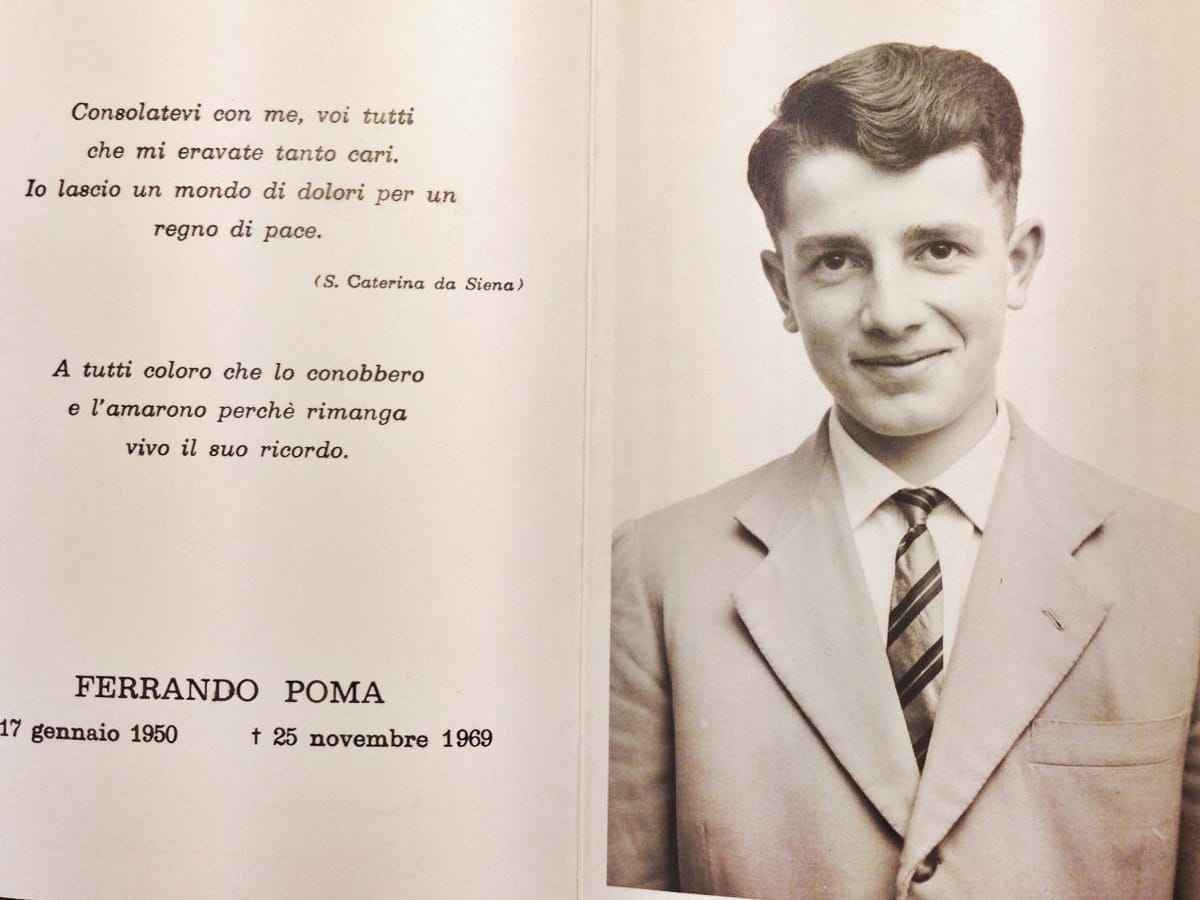 Consolatevi con me, voi tutti
che mi eravate tanto cari.
Io lascio un mondo di dolori per un
regno di pace.
(S. Caterina da Siena)
A tutti coloro che lo conobbero
e l'amarono perchè rimanga
vivo il suo ricordo.
FERRANDO POMA
17 gennaio 1950 † 25 novembre 1969